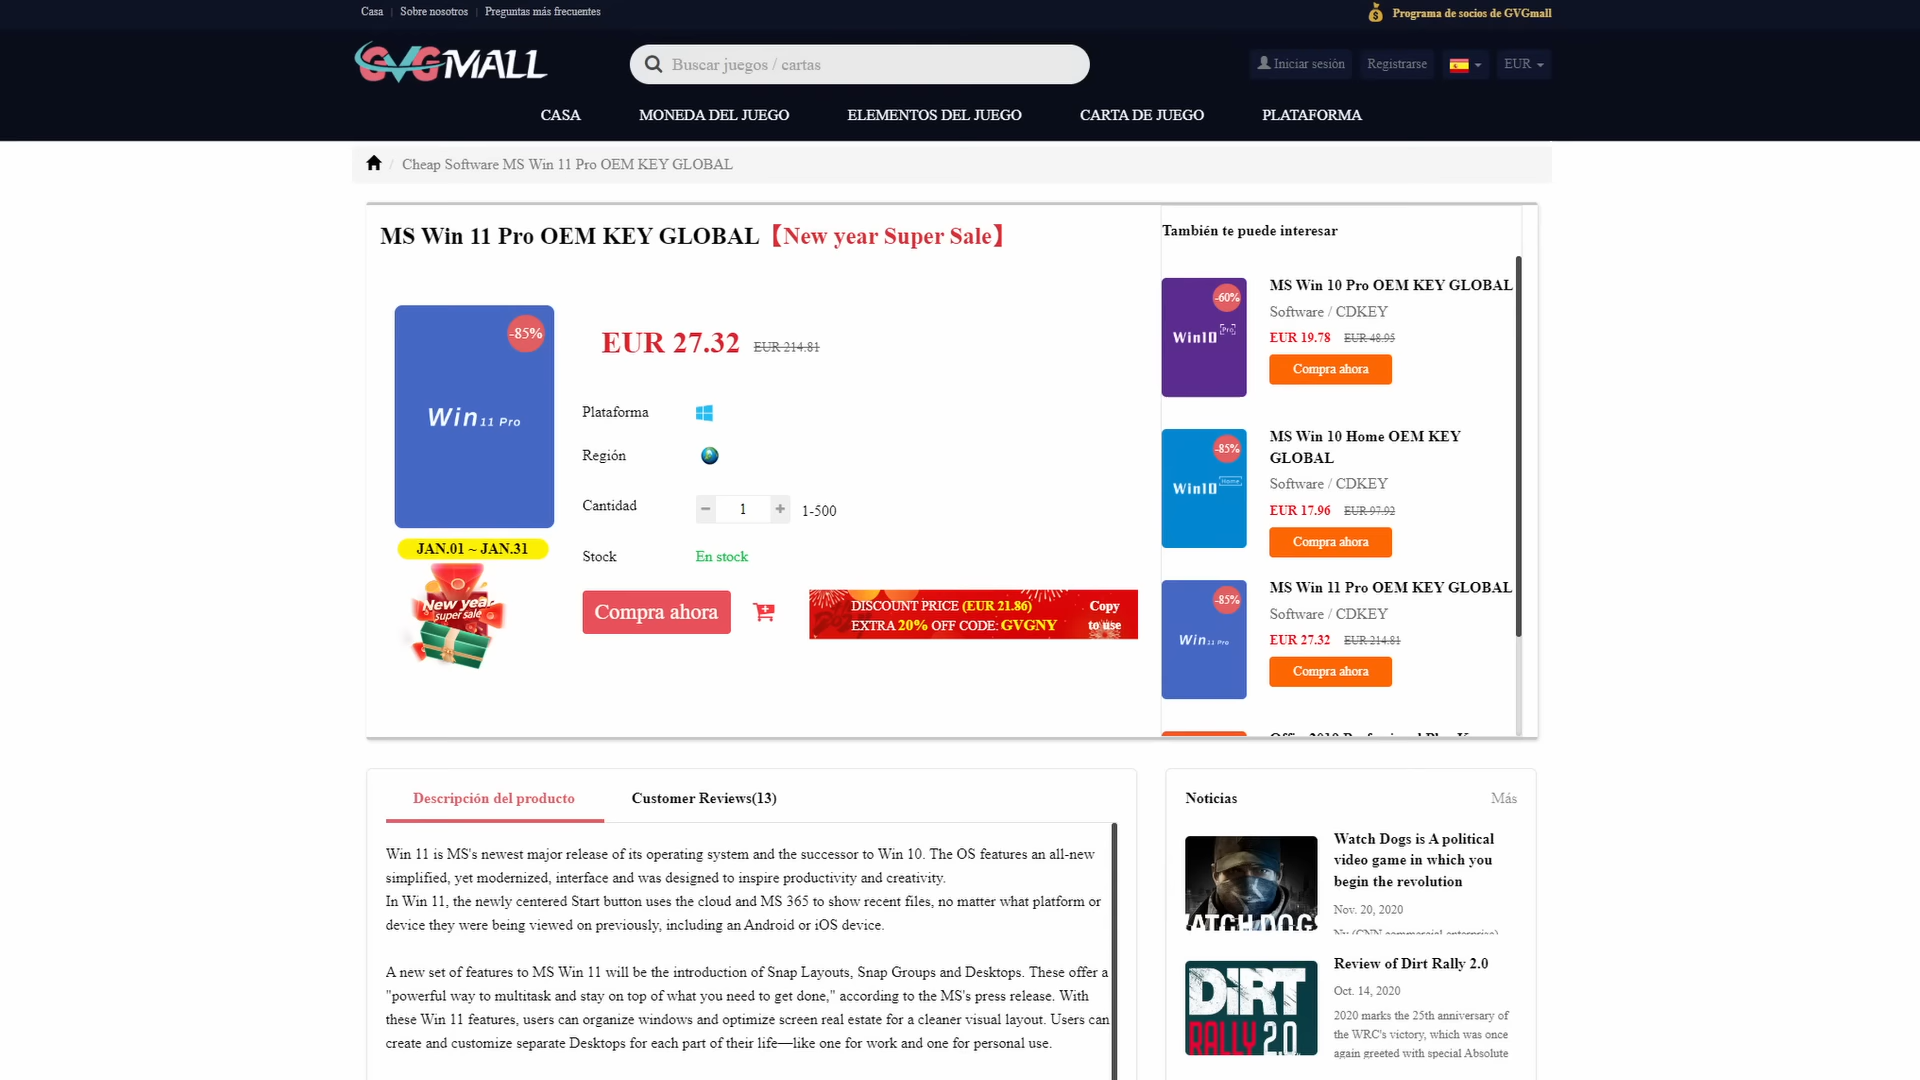 Casa
Sobre nosotros
Preguntas más frecuentes
Programa de socios de GVGmall
GVGMALL
Buscar juegos / cartas
Iniciar sesión
Registrarse
EUR
CASA
MONEDA DEL JUEGO
ELEMENTOS DEL JUEGO
CARTA DE JUEGO
PLATAFORMA
/ Cheap Software MS Win 11 Pro OEM KEY GLOBAL
MS Win 11 Pro OEM KEY GLOBAL【New year Super Sale】
-85%
Win 11 Pro
JAN.01 ~ JAN.31
New year
super sale
EUR 27.32 EUR 214.81
Plataforma
Región
Cantidad
− 1 + 1-500
Stock
En stock
Compra ahora
DISCOUNT PRICE (EUR 21.86)
EXTRA 20% OFF CODE: GVGNY
Copy
to use
También te puede interesar
-60%
Win10 Pro
MS Win 10 Pro OEM KEY GLOBAL
Software / CDKEY
EUR 19.78 EUR 48.95
Compra ahora
-85%
Win10 Home
MS Win 10 Home OEM KEY
GLOBAL
Software / CDKEY
EUR 17.96 EUR 97.92
Compra ahora
-85%
Win 11 Pro
MS Win 11 Pro OEM KEY GLOBAL
Software / CDKEY
EUR 27.32 EUR 214.81
Compra ahora
Descripción del producto
Customer Reviews(13)
Win 11 is MS's newest major release of its operating system and the successor to Win 10. The OS features an all-new
simplified, yet modernized, interface and was designed to inspire productivity and creativity.
In Win 11, the newly centered Start button uses the cloud and MS 365 to show recent files, no matter what platform or
device they were being viewed on previously, including an Android or iOS device.
A new set of features to MS Win 11 will be the introduction of Snap Layouts, Snap Groups and Desktops. These offer a
"powerful way to multitask and stay on top of what you need to get done," according to the MS's press release. With
these Win 11 features, users can organize windows and optimize screen real estate for a cleaner visual layout. Users can
create and customize separate Desktops for each part of their life—like one for work and one for personal use.
Noticias
Más
WATCH DOGS
Watch Dogs is A political
video game in which you
begin the revolution
Nov. 20, 2020
Ny (CNN commercial enterprise)
DiRT
RALLY 2.0
Review of Dirt Rally 2.0
Oct. 14, 2020
2020 marks the 25th anniversary of
the WRC's victory, which was once
again greeted with special Absolute